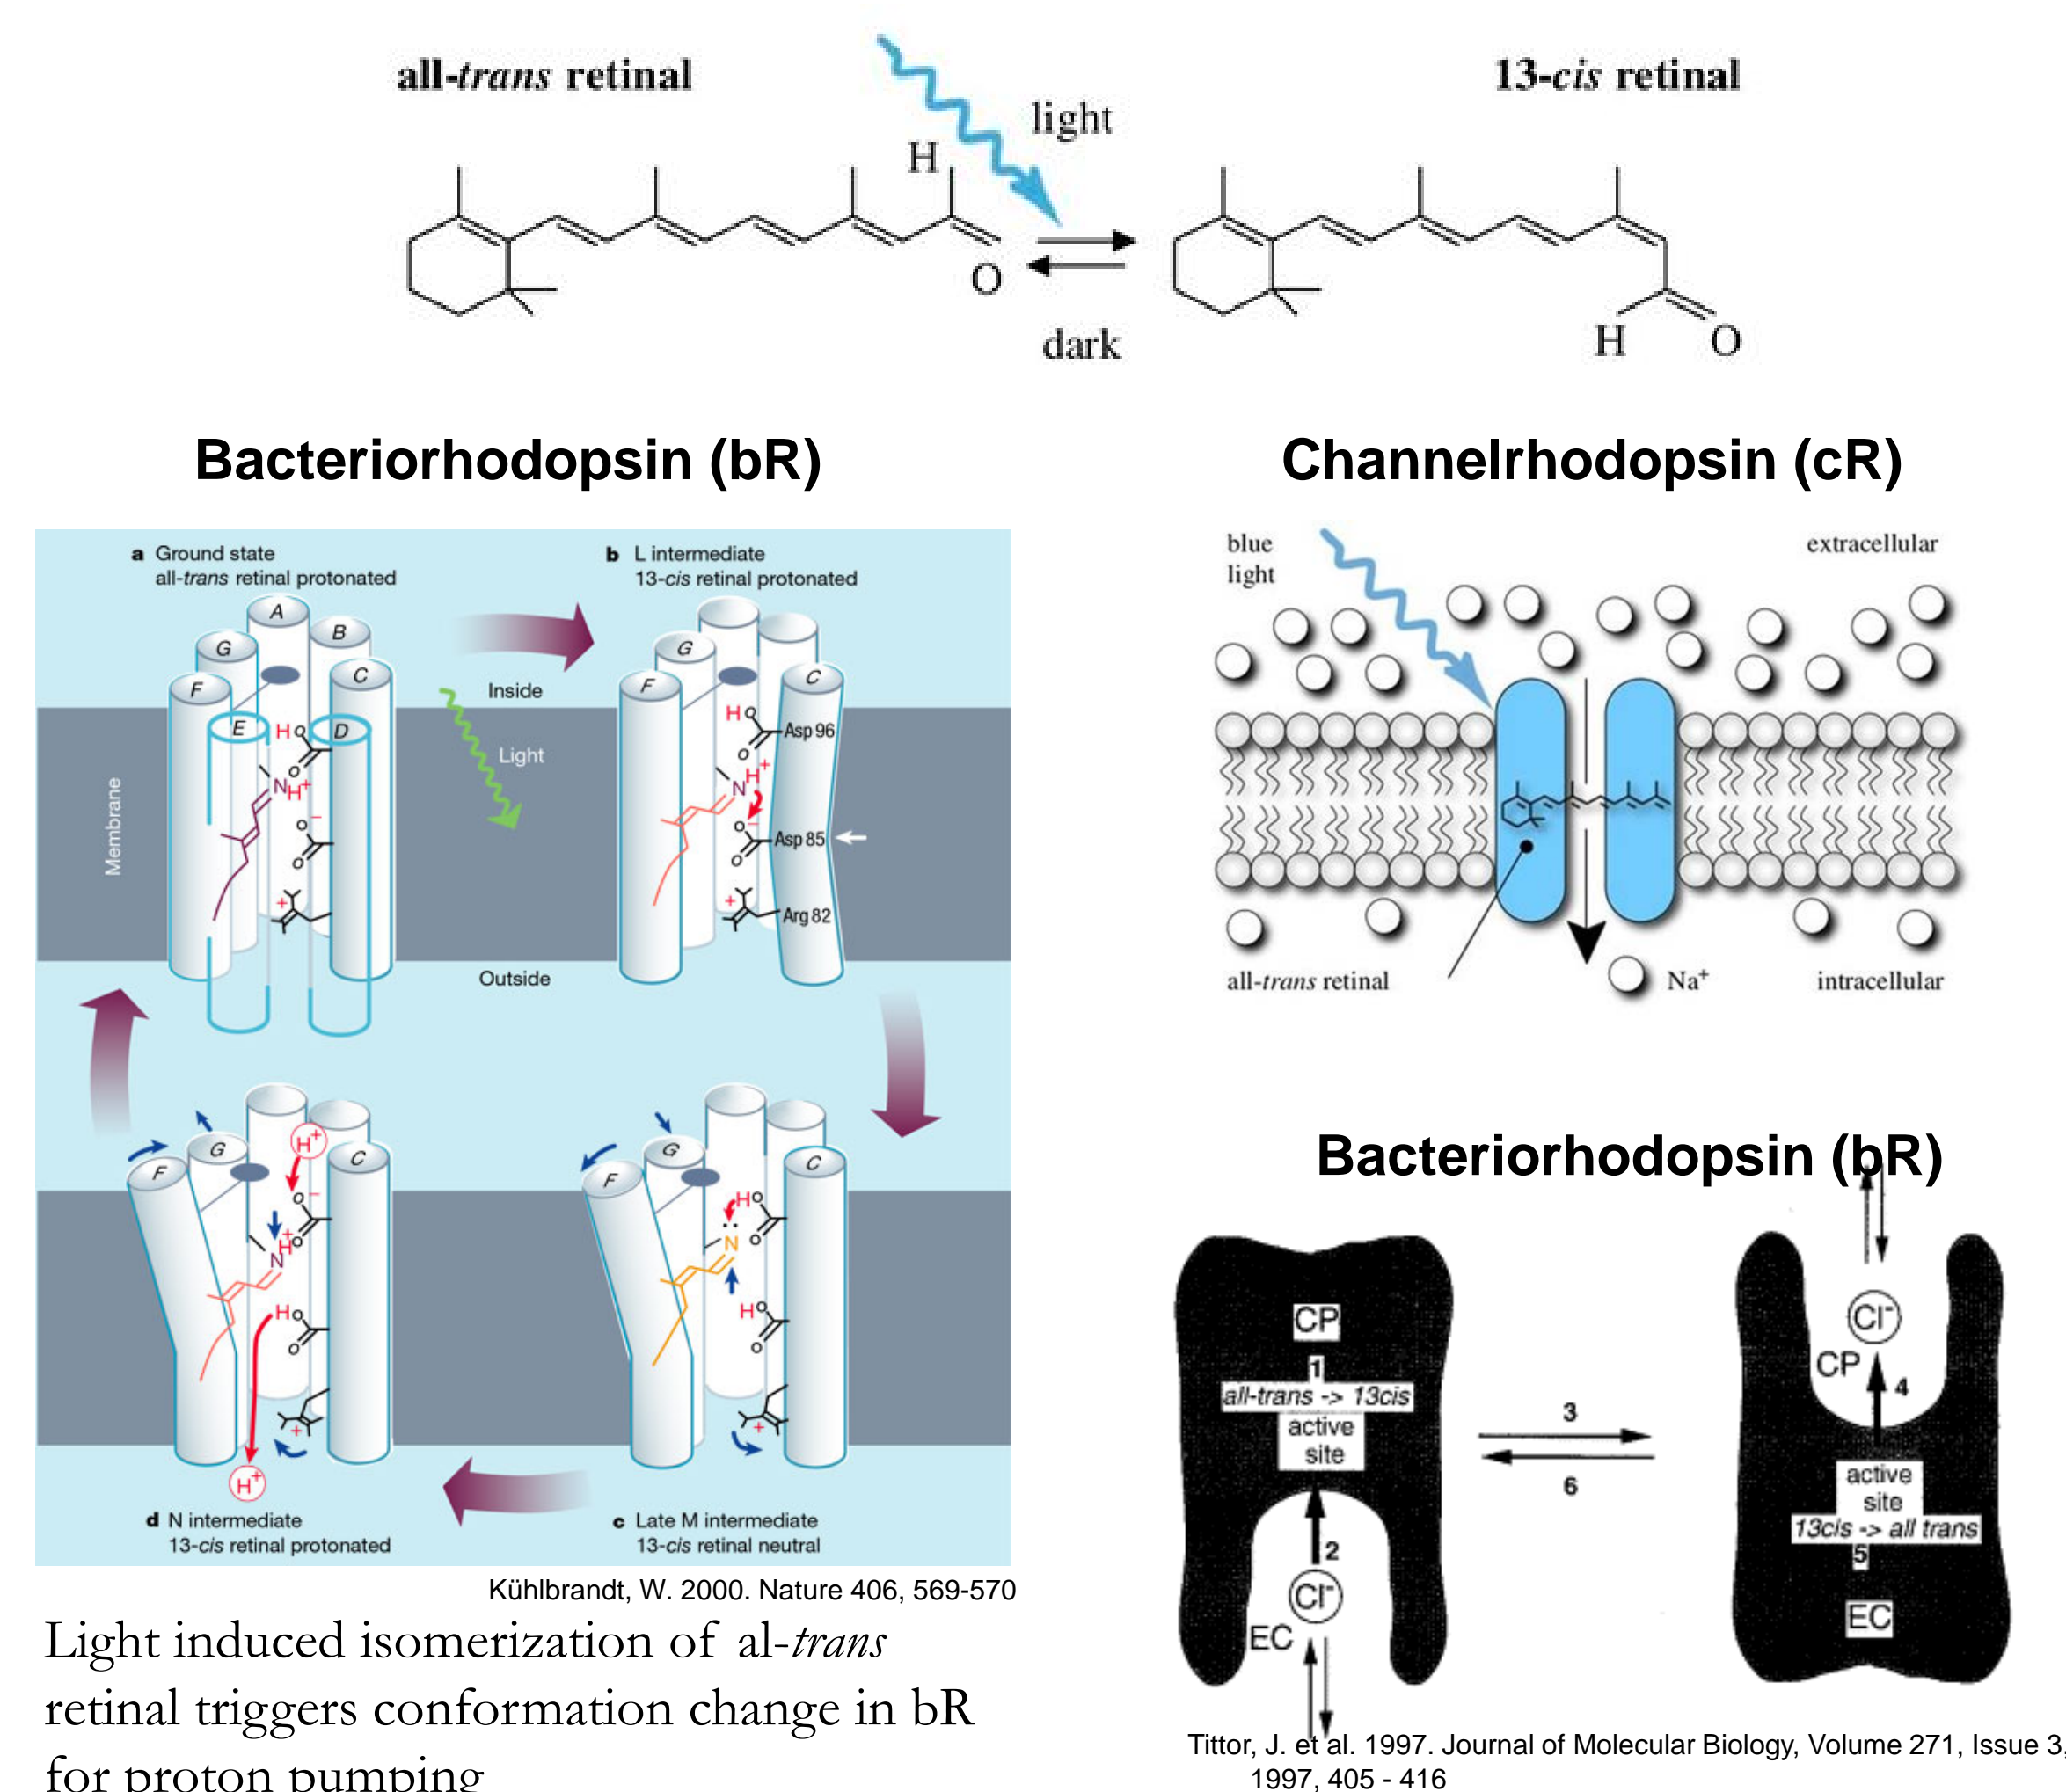 all-trans retinal
light
13-cis retinal
H
O
dark
H
O
Bacteriorhodopsin (bR)
Channelrhodopsin (cR)
a Ground state
all-trans retinal protonated
b L intermediate
13-cis retinal protonated
A
B
G
C
F
E
D
H O
O
N
H+
O −
O
+
Inside
Light
Membrane
Outside
G
F
C
H O
O
Asp 96
H+
N
O −
O
Asp 85
+
Arg 82
G
F
C
H+
O −
O
H+
N
H O
O
+
H+
G
F
C
H O
O
N
H O
O
+
d N intermediate
13-cis retinal protonated
c Late M intermediate
13-cis retinal neutral
Kühlbrandt, W. 2000. Nature 406, 569-570
Light induced isomerization of al-trans
retinal triggers conformation change in bR
for proton pumping
blue
light
extracellular
all-trans retinal
Na+
intracellular
Bacteriorhodopsin (bR)
CP
1
all-trans -> 13cis
active
site
2
Cl−
EC
3
6
Cl−
CP
4
active
site
13cis -> all trans
5
EC
Tittor, J. et al. 1997. Journal of Molecular Biology, Volume 271, Issue 3,
1997, 405 - 416